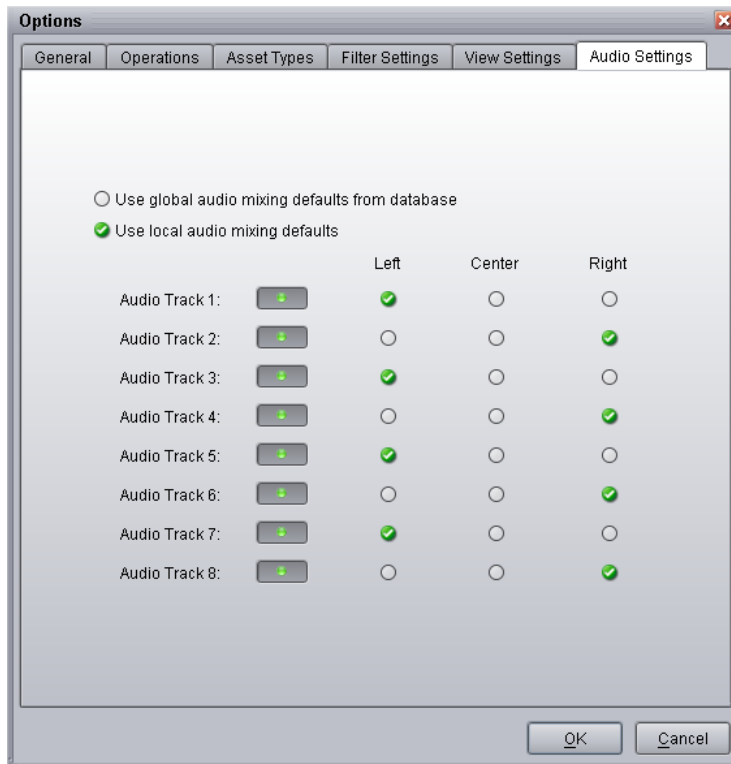 Options
General Operations Asset Types Filter Settings View Settings Audio Settings
Use global audio mixing defaults from database
Use local audio mixing defaults
Left Center Right
Audio Track 1:
Audio Track 2:
Audio Track 3:
Audio Track 4:
Audio Track 5:
Audio Track 6:
Audio Track 7:
Audio Track 8:
OK Cancel